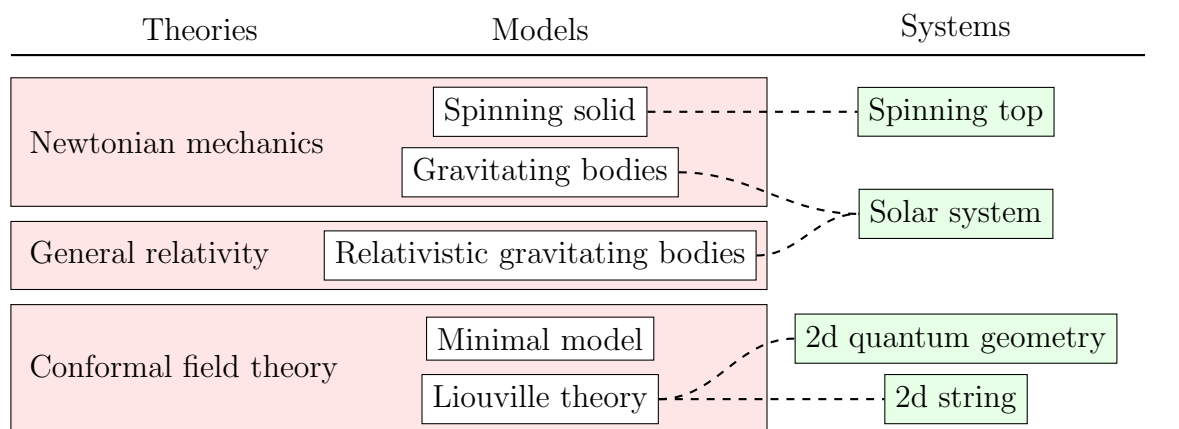 Theories Models Systems
Spinning solid Spinning top
Newtonian mechanics
Gravitating bodies
Solar system
General relativity Relativistic gravitating bodies
Minimal model 2d quantum geometry
Conformal field theory
Liouville theory 2d string